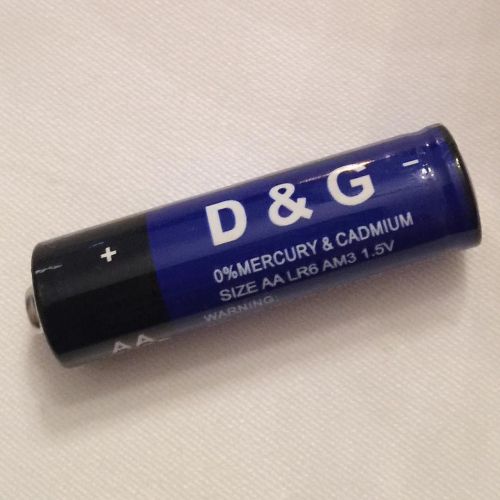 D & G
0%MERCURY & CADMIUM
SIZE AA LR6 AM3 1.5V
WARNING:
AA
+
−